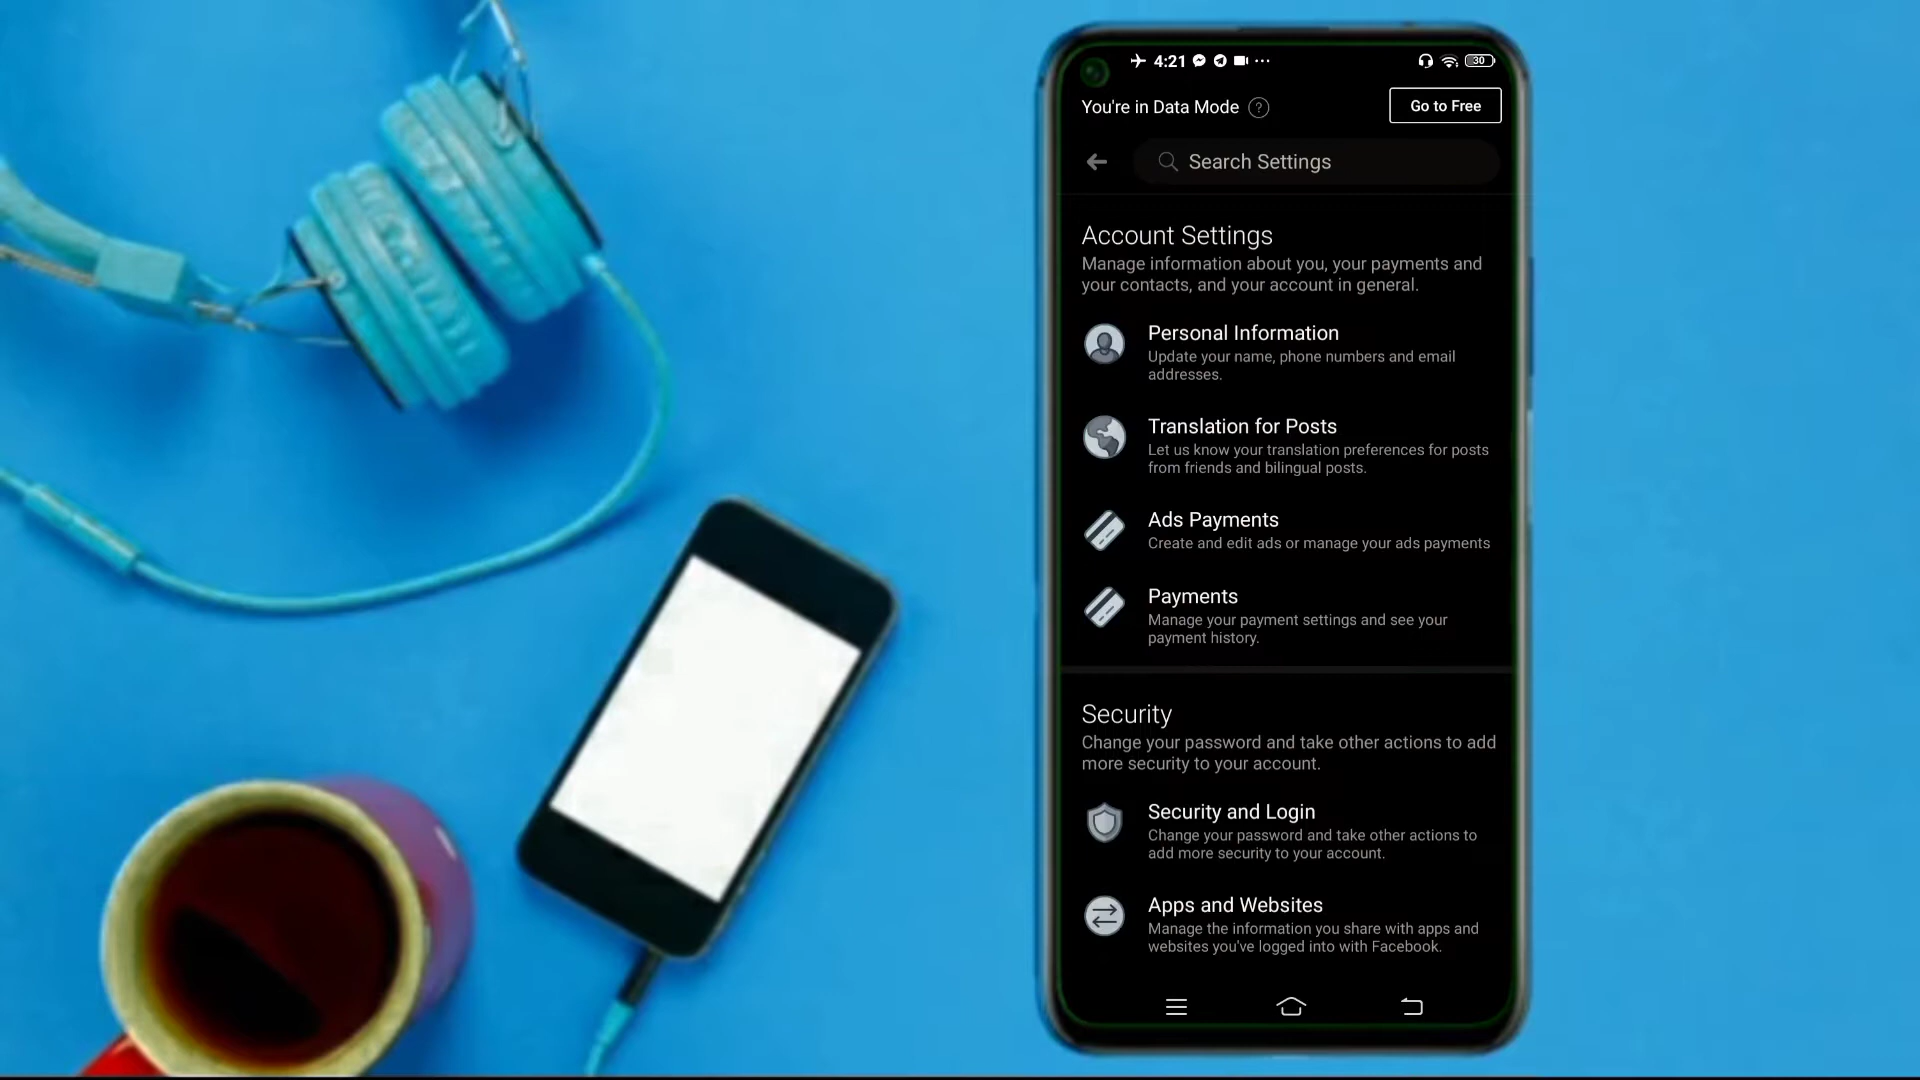 4:21
30
You're in Data Mode ?
Go to Free
Search Settings
Account Settings
Manage information about you, your payments and
your contacts, and your account in general.
Personal Information
Update your name, phone numbers and email
addresses.
Translation for Posts
Let us know your translation preferences for posts
from friends and bilingual posts.
Ads Payments
Create and edit ads or manage your ads payments
Payments
Manage your payment settings and see your
payment history.
Security
Change your password and take other actions to add
more security to your account.
Security and Login
Change your password and take other actions to
add more security to your account.
Apps and Websites
Manage the information you share with apps and
websites you've logged into with Facebook.